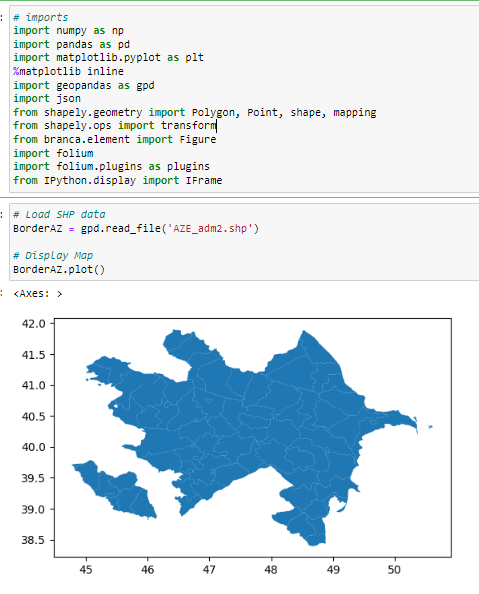 : # imports
import numpy as np
import pandas as pd
import matplotlib.pyplot as plt
%matplotlib inline
import geopandas as gpd
import json
from shapely.geometry import Polygon, Point, shape, mapping
from shapely.ops import transform
from branca.element import Figure
import folium
import folium.plugins as plugins
from IPython.display import IFrame
: # Load SHP data
BorderAZ = gpd.read_file('AZE_adm2.shp')
# Display Map
BorderAZ.plot()
: <Axes: >
42.0
41.5
41.0
40.5
40.0
39.5
39.0
38.5
45 46 47 48 49 50